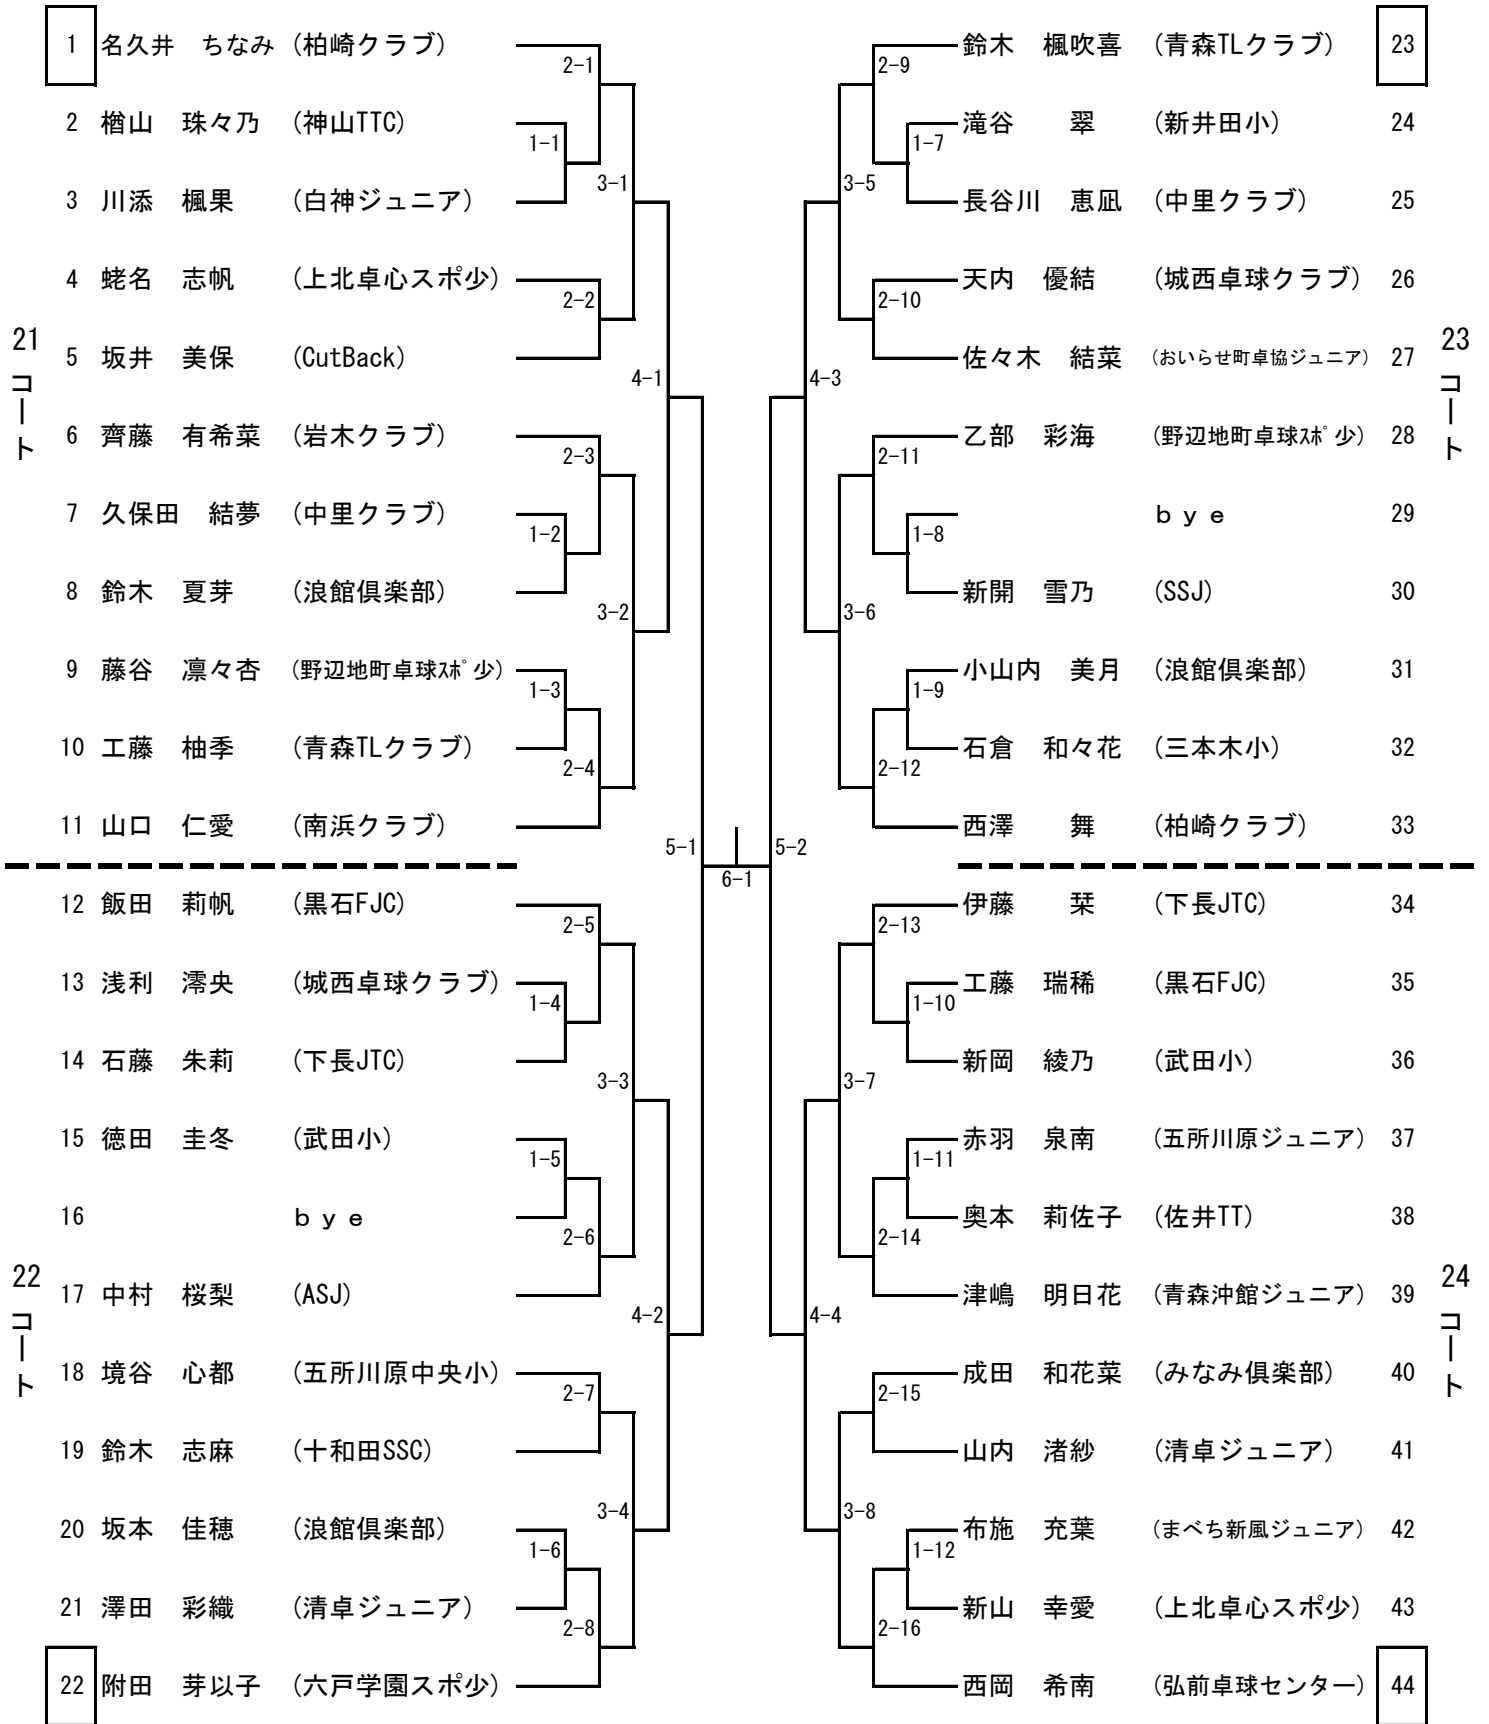 1 名久井　ちなみ (柏崎クラブ)
2 楢山　珠々乃 (神山TTC)
3 川添　楓果 (白神ジュニア)
4 蛯名　志帆 (上北卓心スポ少)
5 坂井　美保 (CutBack)
6 齊藤　有希菜 (岩木クラブ)
7 久保田　結夢 (中里クラブ)
8 鈴木　夏芽 (浪館倶楽部)
9 藤谷　凛々杏 (野辺地町卓球ｽﾎﾟ少)
10 工藤　柚季 (青森TLクラブ)
11 山口　仁愛 (南浜クラブ)
21コート
12 飯田　莉帆 (黒石FJC)
13 浅利　澪央 (城西卓球クラブ)
14 石藤　朱莉 (下長JTC)
15 徳田　圭冬 (武田小)
16 ｂｙｅ
17 中村　桜梨 (ASJ)
18 境谷　心都 (五所川原中央小)
19 鈴木　志麻 (十和田SSC)
20 坂本　佳穂 (浪館倶楽部)
21 澤田　彩織 (清卓ジュニア)
22 附田　芽以子 (六戸学園スポ少)
22コート
2-1
1-1
3-1
2-2
4-1
2-3
1-2
3-2
1-3
2-4
5-1
2-5
1-4
3-3
1-5
2-6
4-2
2-7
3-4
1-6
2-8
6-1
2-9
1-7
3-5
2-10
4-3
2-11
1-8
3-6
1-9
2-12
5-2
2-13
1-10
3-7
1-11
2-14
4-4
2-15
3-8
1-12
2-16
鈴木　楓吹喜 (青森TLクラブ) 23
滝谷　翠 (新井田小) 24
長谷川　恵凪 (中里クラブ) 25
天内　優結 (城西卓球クラブ) 26
佐々木　結菜 (おいらせ町卓協ジュニア) 27
乙部　彩海 (野辺地町卓球ｽﾎﾟ少) 28
ｂｙｅ 29
新開　雪乃 (SSJ) 30
小山内　美月 (浪館倶楽部) 31
石倉　和々花 (三本木小) 32
西澤　舞 (柏崎クラブ) 33
23コート
伊藤　栞 (下長JTC) 34
工藤　瑞稀 (黒石FJC) 35
新岡　綾乃 (武田小) 36
赤羽　泉南 (五所川原ジュニア) 37
奥本　莉佐子 (佐井TT) 38
津嶋　明日花 (青森沖館ジュニア) 39
成田　和花菜 (みなみ倶楽部) 40
山内　渚紗 (清卓ジュニア) 41
布施　充葉 (まべち新風ジュニア) 42
新山　幸愛 (上北卓心スポ少) 43
西岡　希南 (弘前卓球センター) 44
24コート